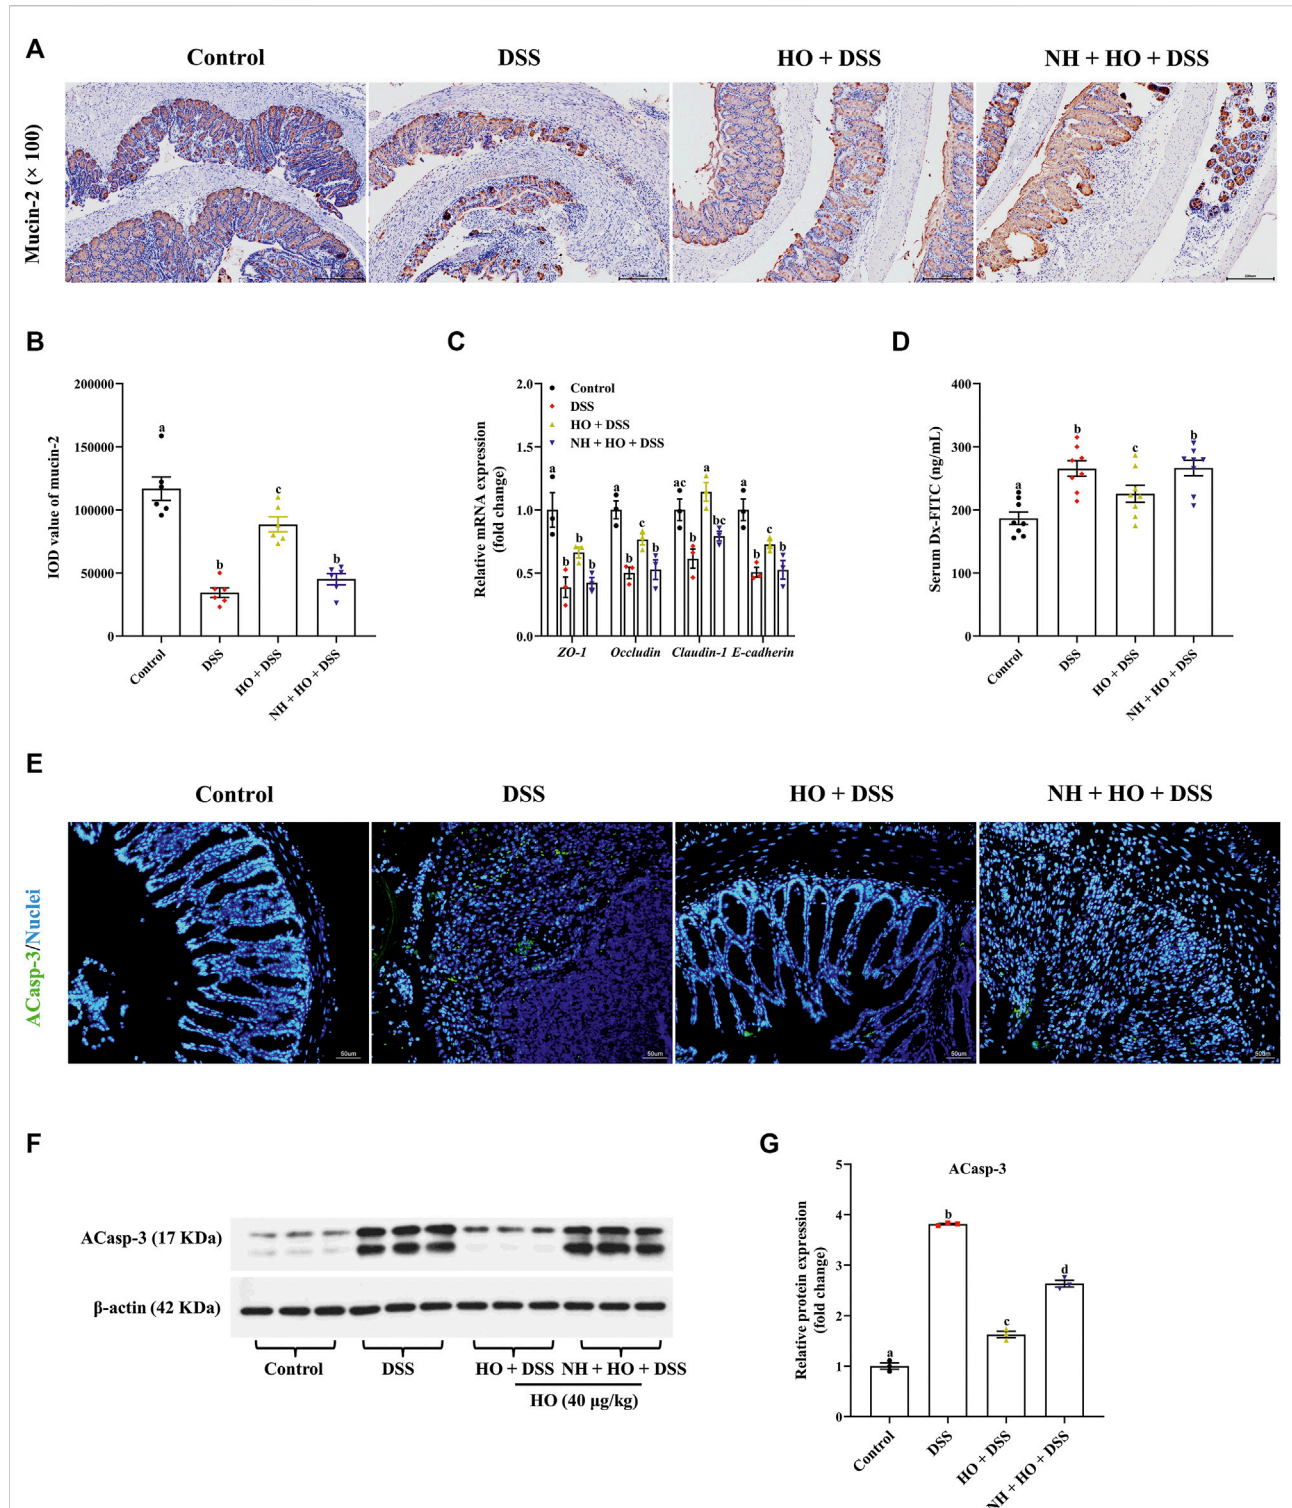 A
Control
DSS
HO + DSS
NH + HO + DSS
Mucin-2 (× 100)
B
IOD value of mucin-2
200000
150000
100000
50000
0
a
b
c
b
Control
DSS
HO + DSS
NH + HO + DSS
C
Relative mRNA expression
(fold change)
2.0
1.5
1.0
0.5
0.0
Control
DSS
HO + DSS
NH + HO + DSS
a
b
b
b
a
b
c
b
ac
b
a
bc
a
b
c
b
ZO-1
Occludin
Claudin-1
E-cadherin
D
Serum Dx-FITC (ng/mL)
400
300
200
100
0
a
b
c
b
Control
DSS
HO + DSS
NH + HO + DSS
E
Control
DSS
HO + DSS
NH + HO + DSS
ACasp-3/Nuclei
50um
50um
50um
50um
F
ACasp-3 (17 KDa)
β-actin (42 KDa)
Control
DSS
HO + DSS
NH + HO + DSS
HO (40 μg/kg)
G
ACasp-3
Relative protein expression
(fold change)
5
4
3
2
1
0
a
b
c
d
Control
DSS
HO + DSS
NH + HO + DSS